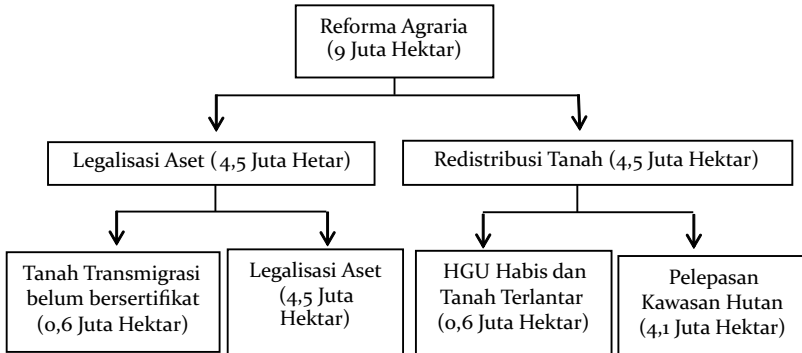 Reforma Agraria
(9 Juta Hektar)
Legalisasi Aset (4,5 Juta Hetar)
Redistribusi Tanah (4,5 Juta Hektar)
Tanah Transmigrasi
belum bersertifikat
(0,6 Juta Hektar)
Legalisasi Aset
(4,5 Juta
Hektar)
HGU Habis dan
Tanah Terlantar
(0,6 Juta Hektar)
Pelepasan
Kawasan Hutan
(4,1 Juta Hektar)